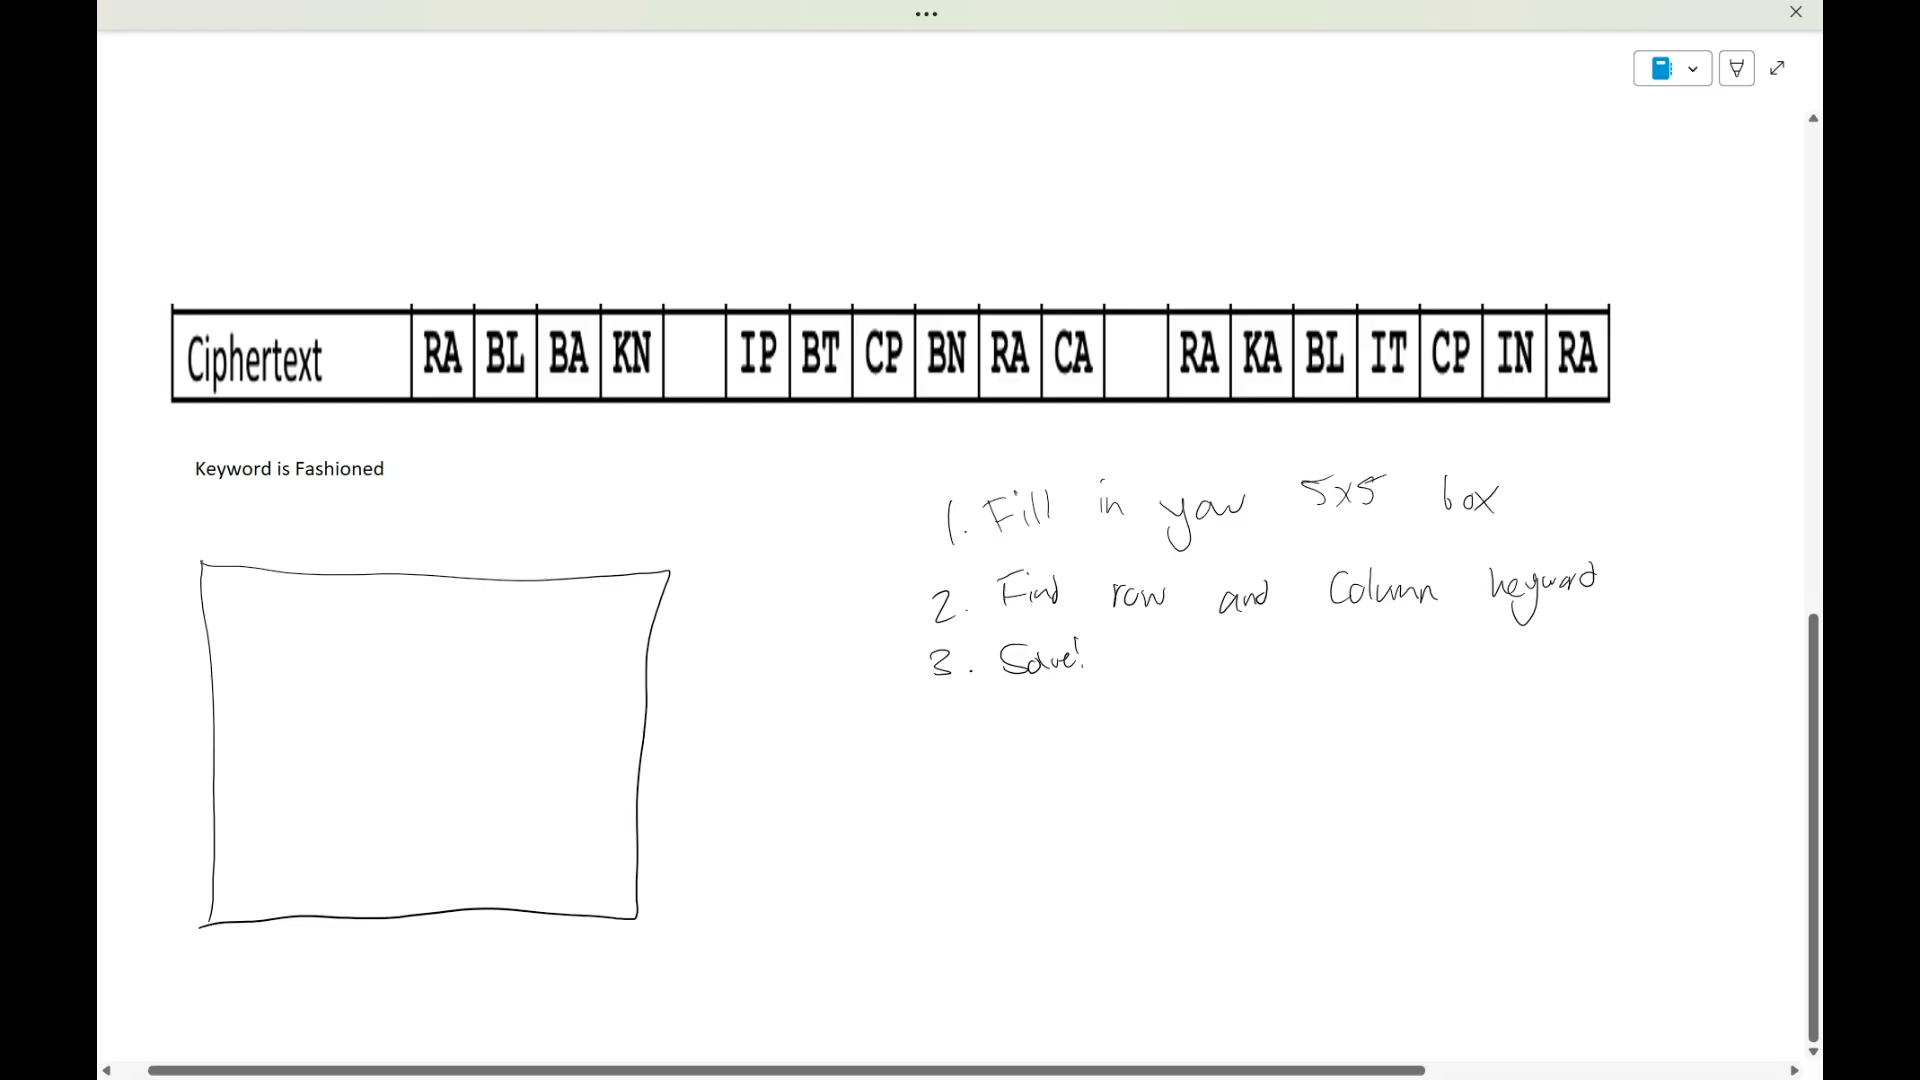 Ciphertext RA BL BA KN IP BT CP BN RA CA RA KA BL IT CP IN RA
Keyword is Fashioned
1. Fill in your 5x5 box
2. Find row and Column keyword
3. Solve!